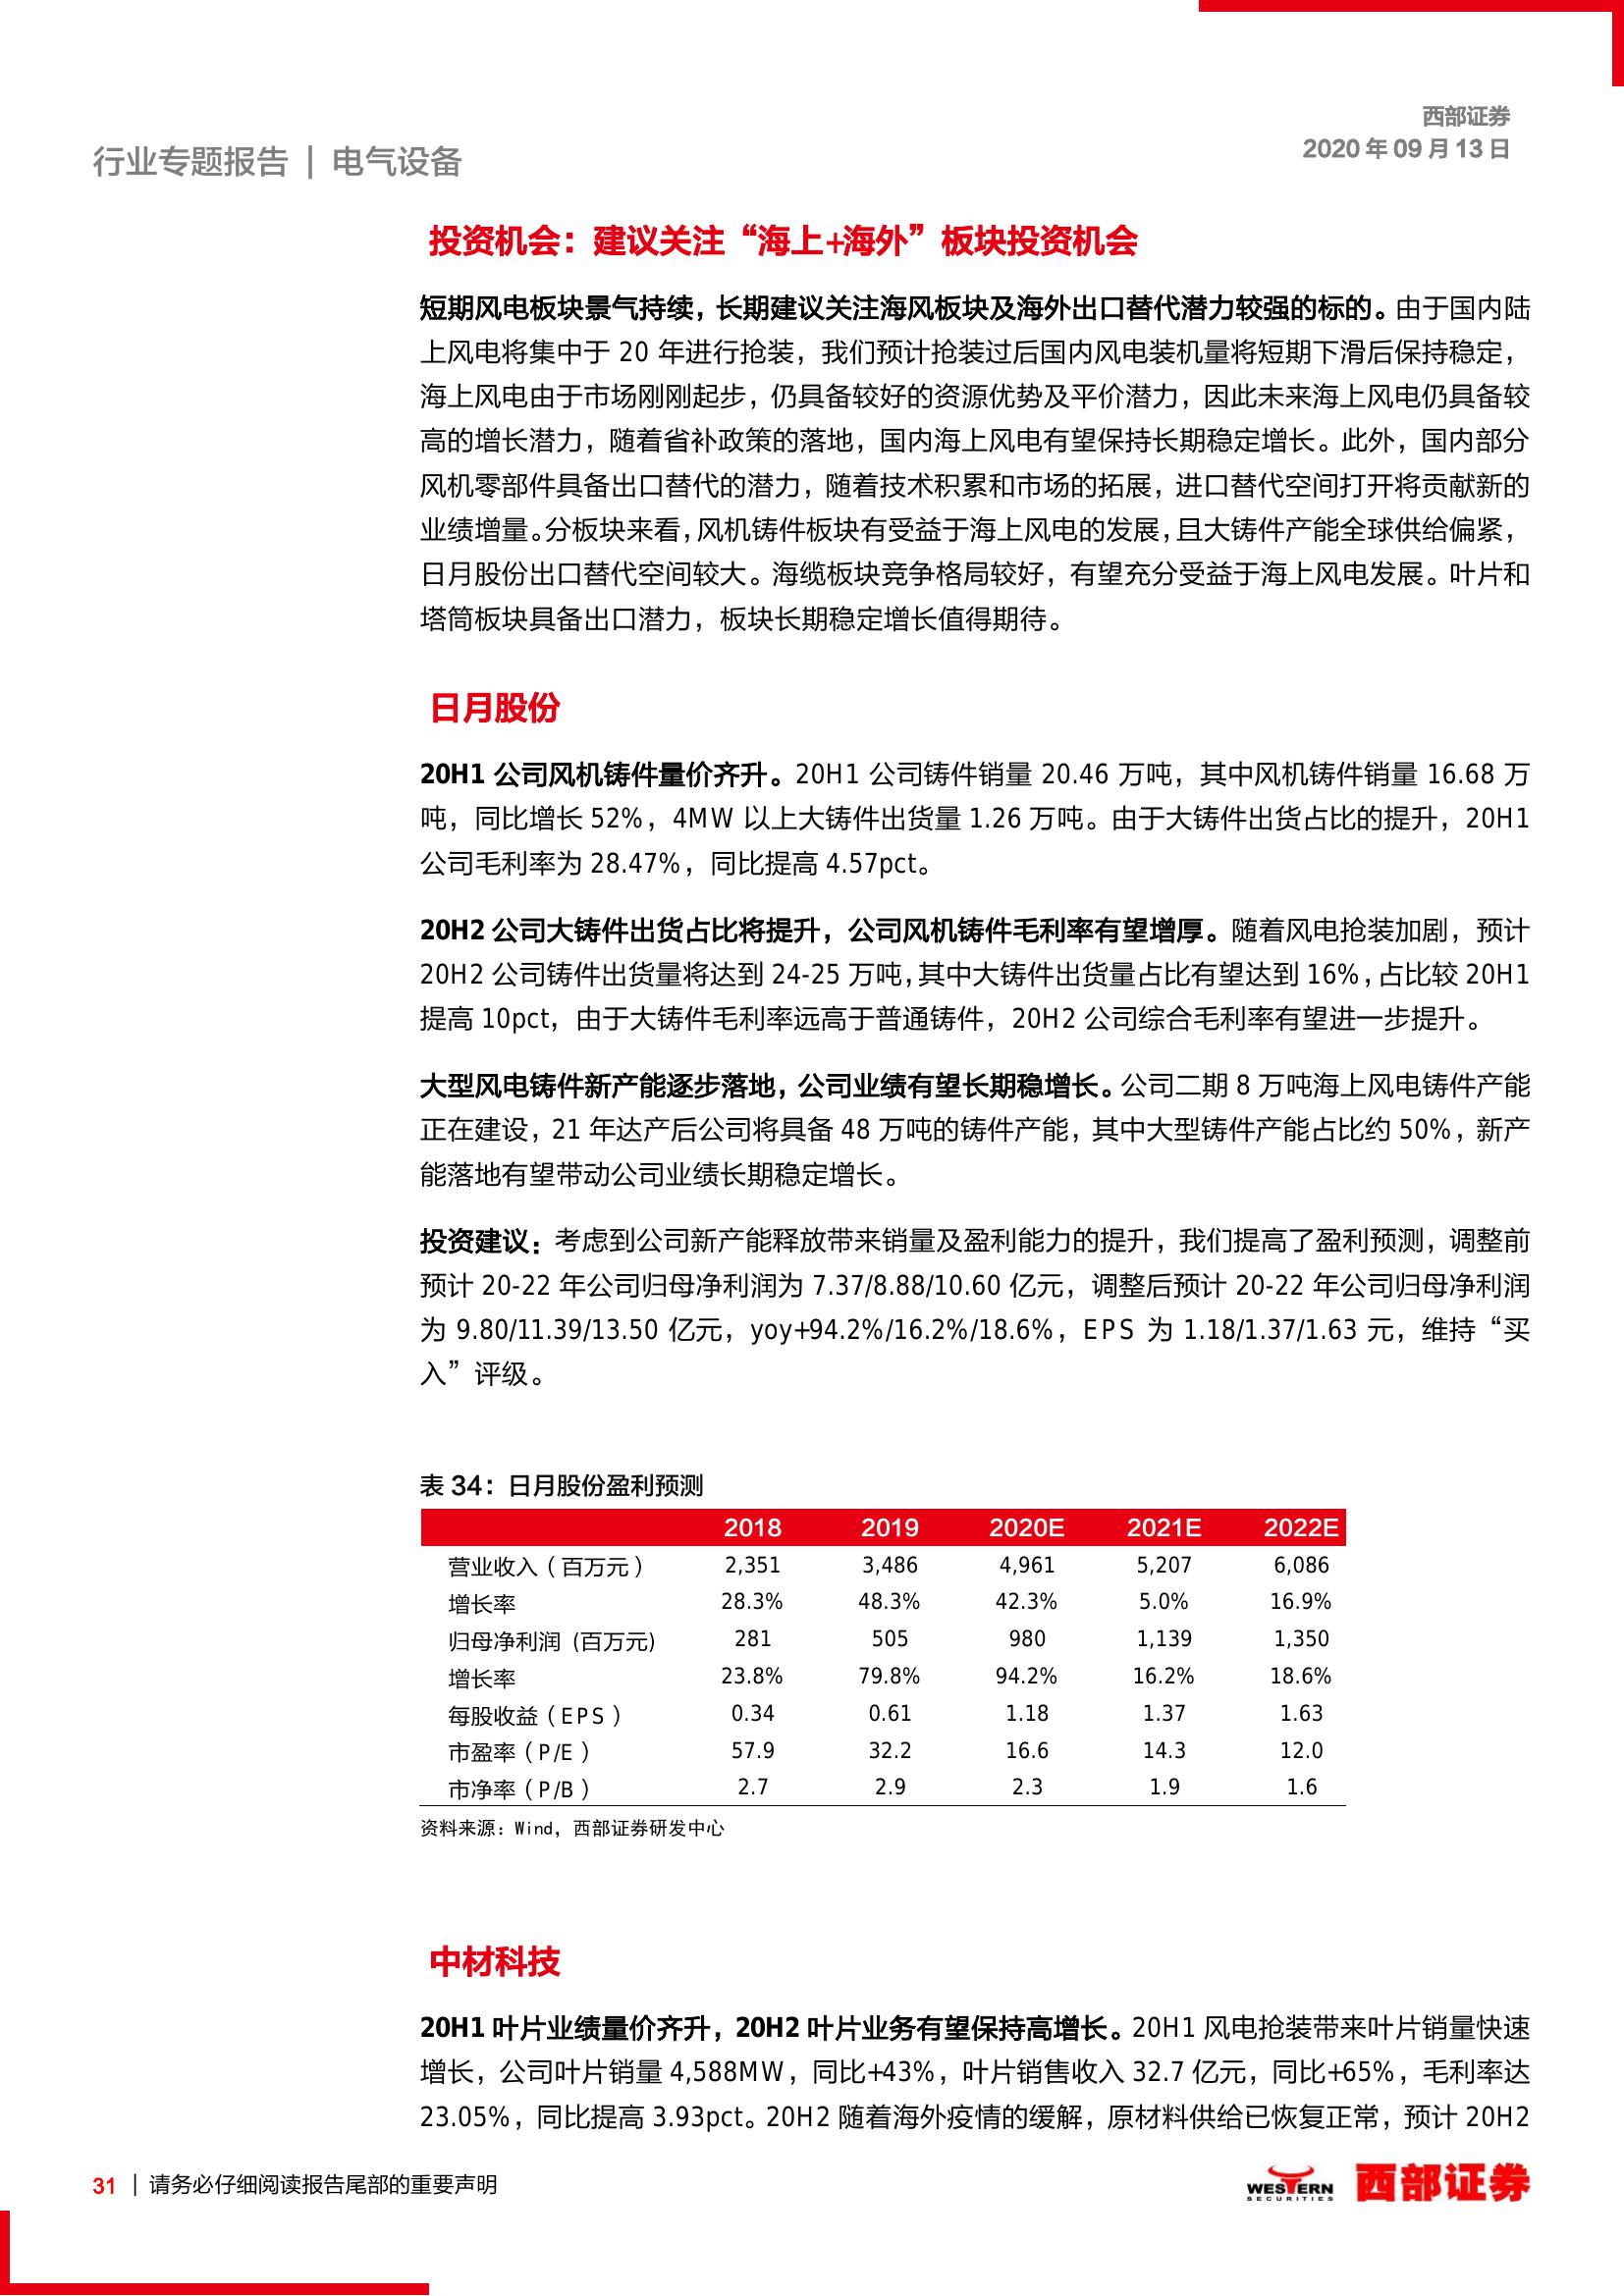 西部证券
2020 年 09 月 13 日
行业专题报告 | 电气设备
投资机会：建议关注“海上+海外”板块投资机会
短期风电板块景气持续，长期建议关注海风板块及海外出口替代潜力较强的标的。由于国内陆
上风电将集中于 20 年进行抢装，我们预计抢装过后国内风电装机量将短期下滑后保持稳定，
海上风电由于市场刚刚起步，仍具备较好的资源优势及平价潜力，因此未来海上风电仍具备较
高的增长潜力，随着省补政策的落地，国内海上风电有望保持长期稳定增长。此外，国内部分
风机零部件具备出口替代的潜力，随着技术积累和市场的拓展，进口替代空间打开将贡献新的
业绩增量。分板块来看，风机铸件板块有受益于海上风电的发展，且大铸件产能全球供给偏紧，
日月股份出口替代空间较大。海缆板块竞争格局较好，有望充分受益于海上风电发展。叶片和
塔筒板块具备出口潜力，板块长期稳定增长值得期待。
日月股份
20H1 公司风机铸件量价齐升。20H1 公司铸件销量 20.46 万吨，其中风机铸件销量 16.68 万
吨，同比增长 52%，4MW 以上大铸件出货量 1.26 万吨。由于大铸件出货占比的提升，20H1
公司毛利率为 28.47%，同比提高 4.57pct。
20H2 公司大铸件出货占比将提升，公司风机铸件毛利率有望增厚。随着风电抢装加剧，预计
20H2 公司铸件出货量将达到 24-25 万吨，其中大铸件出货量占比有望达到 16%，占比较 20H1
提高 10pct，由于大铸件毛利率远高于普通铸件，20H2 公司综合毛利率有望进一步提升。
大型风电铸件新产能逐步落地，公司业绩有望长期稳增长。公司二期 8 万吨海上风电铸件产能
正在建设，21 年达产后公司将具备 48 万吨的铸件产能，其中大型铸件产能占比约 50%，新产
能落地有望带动公司业绩长期稳定增长。
投资建议：考虑到公司新产能释放带来销量及盈利能力的提升，我们提高了盈利预测，调整前
预计 20-22 年公司归母净利润为 7.37/8.88/10.60 亿元，调整后预计 20-22 年公司归母净利润
为 9.80/11.39/13.50 亿元，yoy+94.2%/16.2%/18.6%，EPS 为 1.18/1.37/1.63 元，维持“买
入”评级。
表 34：日月股份盈利预测
2018 2019 2020E 2021E 2022E
营业收入（百万元） 2,351 3,486 4,961 5,207 6,086
增长率 28.3% 48.3% 42.3% 5.0% 16.9%
归母净利润 (百万元) 281 505 980 1,139 1,350
增长率 23.8% 79.8% 94.2% 16.2% 18.6%
每股收益（EPS） 0.34 0.61 1.18 1.37 1.63
市盈率（P/E） 57.9 32.2 16.6 14.3 12.0
市净率（P/B） 2.7 2.9 2.3 1.9 1.6
资料来源：Wind，西部证券研发中心
中材科技
20H1 叶片业绩量价齐升，20H2 叶片业务有望保持高增长。20H1 风电抢装带来叶片销量快速
增长，公司叶片销量 4,588MW，同比+43%，叶片销售收入 32.7 亿元，同比+65%，毛利率达
23.05%，同比提高 3.93pct。20H2 随着海外疫情的缓解，原材料供给已恢复正常，预计 20H2
31 | 请务必仔细阅读报告尾部的重要声明
WESTERN
SECURITIES
西部证券